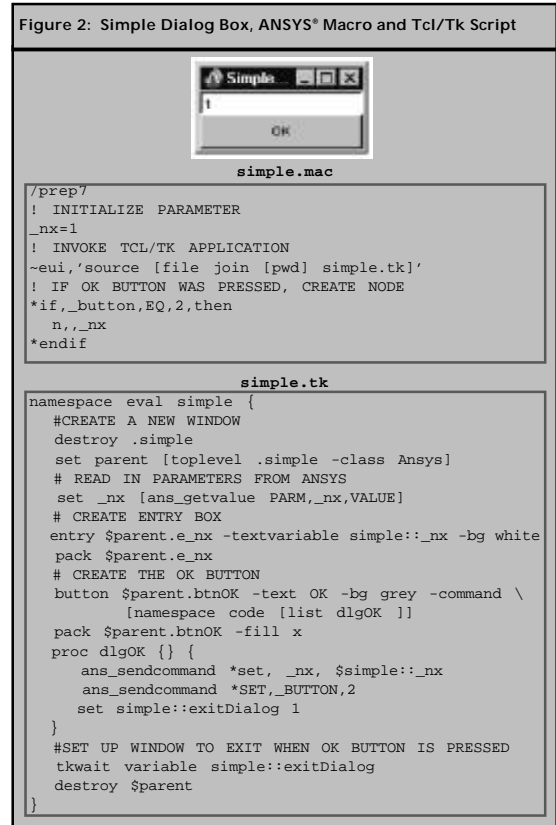 Figure 2: Simple Dialog Box, ANSYS® Macro and Tcl/Tk Script
Simple
1
OK
simple.mac
/prep7
! INITIALIZE PARAMETER
_nx=1
! INVOKE TCL/TK APPLICATION
~eui,‘source [file join [pwd] simple.tk]’
! IF OK BUTTON WAS PRESSED, CREATE NODE
*if,_button,EQ,2,then
n,,_nx
*endif
simple.tk
namespace eval simple {
#CREATE A NEW WINDOW
destroy .simple
set parent [toplevel .simple -class Ansys]
# READ IN PARAMETERS FROM ANSYS
set _nx [ans_getvalue PARM,_nx,VALUE]
# CREATE ENTRY BOX
entry $parent.e_nx -textvariable simple::_nx -bg white
pack $parent.e_nx
# CREATE THE OK BUTTON
button $parent.btnOK -text OK -bg grey -command \
[namespace code [list dlgOK ]]
pack $parent.btnOK -fill x
proc dlgOK {} {
ans_sendcommand *set, _nx, $simple::_nx
ans_sendcommand *SET,_BUTTON,2
set simple::exitDialog 1
}
#SET UP WINDOW TO EXIT WHEN OK BUTTON IS PRESSED
tkwait variable simple::exitDialog
destroy $parent
}